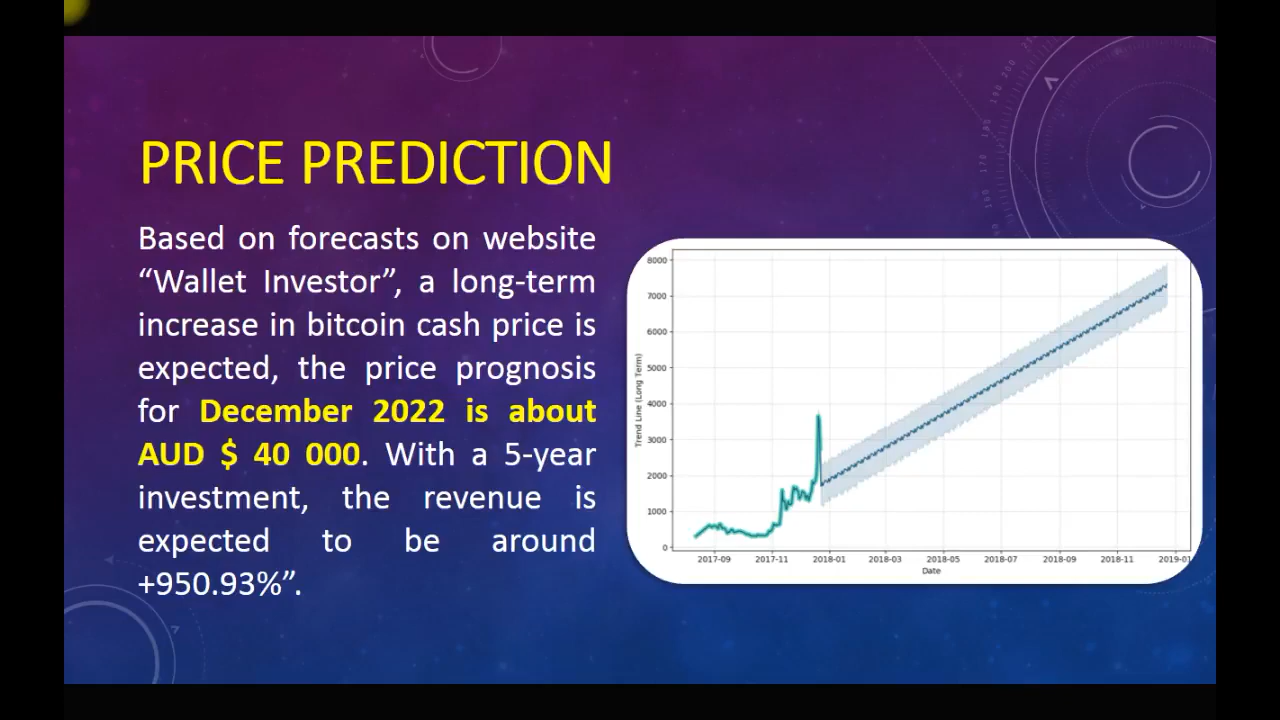 PRICE PREDICTION
Based on forecasts on website
“Wallet Investor”, a long-term
increase in bitcoin cash price is
expected, the price prognosis
for December 2022 is about
AUD $ 40 000. With a 5-year
investment, the revenue is
expected to be around
+950.93%”.
8000
7000
6000
5000
4000
3000
2000
1000
0
Trend Line (Long Term)
2017-09 2017-11 2018-01 2018-03 2018-05 2018-07 2018-09 2018-11 2019-01
Date